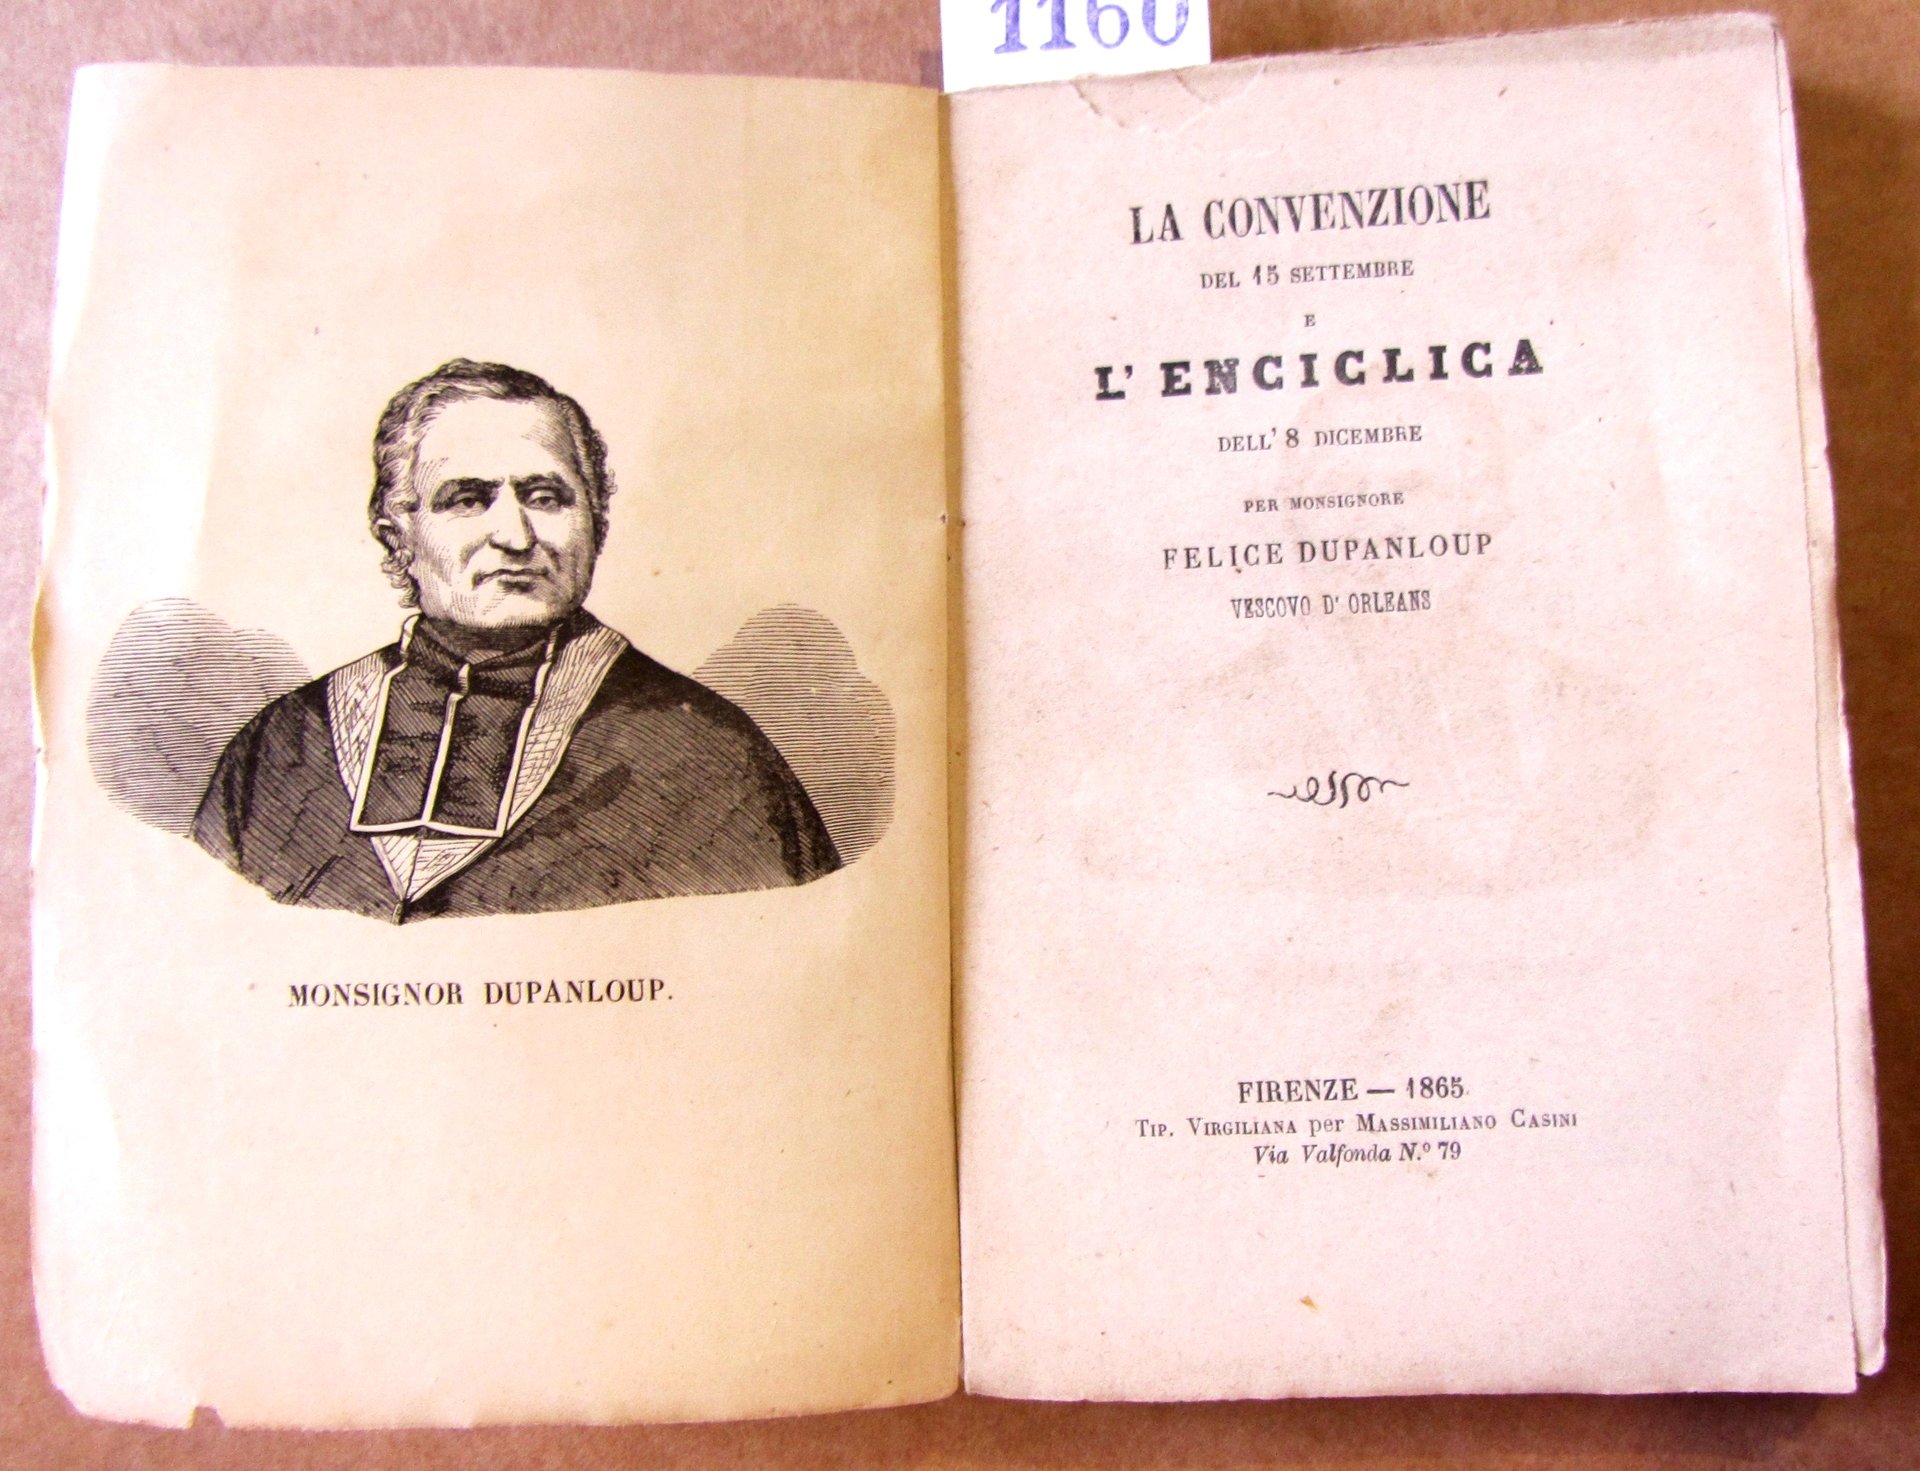 1160
MONSIGNOR DUPANLOUP.
LA CONVENZIONE
DEL 15 SETTEMBRE
E
L' ENCICLICA
DELL' 8 DICEMBRE
PER MONSIGNORE
FELICE DUPANLOUP
VESCOVO D' ORLEANS
FIRENZE — 1865
TIP. VIRGILIANA per MASSIMILIANO CASINI
Via Valfonda N.° 79